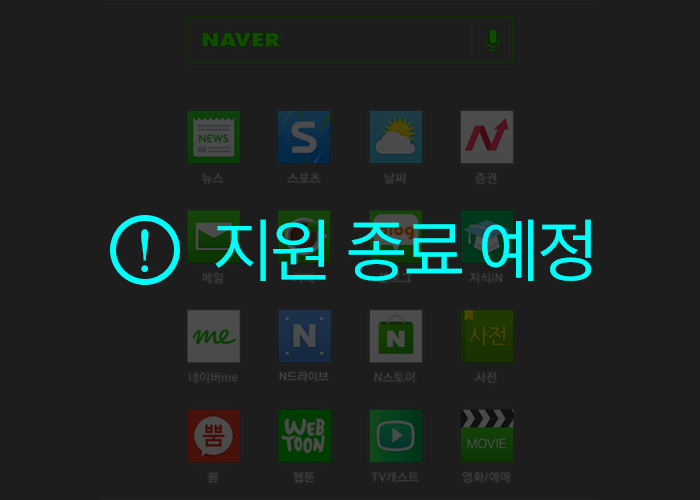 NAVER
NEWS
S
N
뉴스 스포츠 날씨 증권
! 지원 종료 예정
메일 지식iN
me N N 사전
네이버me N드라이브 N스토어 사전
뿜 WEB TOON MOVIE
뿜 웹툰 TV캐스트 영화/예매